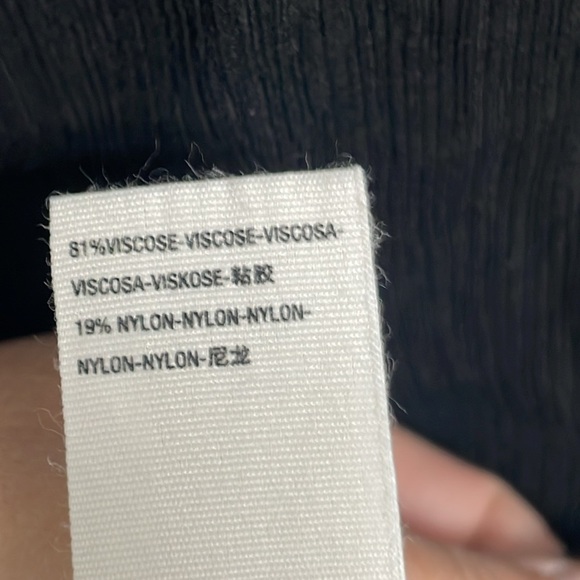 81%VISCOSE-VISCOSE-VISCOSA-
VISCOSA-VISKOSE-粘胶
19% NYLON-NYLON-NYLON-
NYLON-NYLON-尼龙